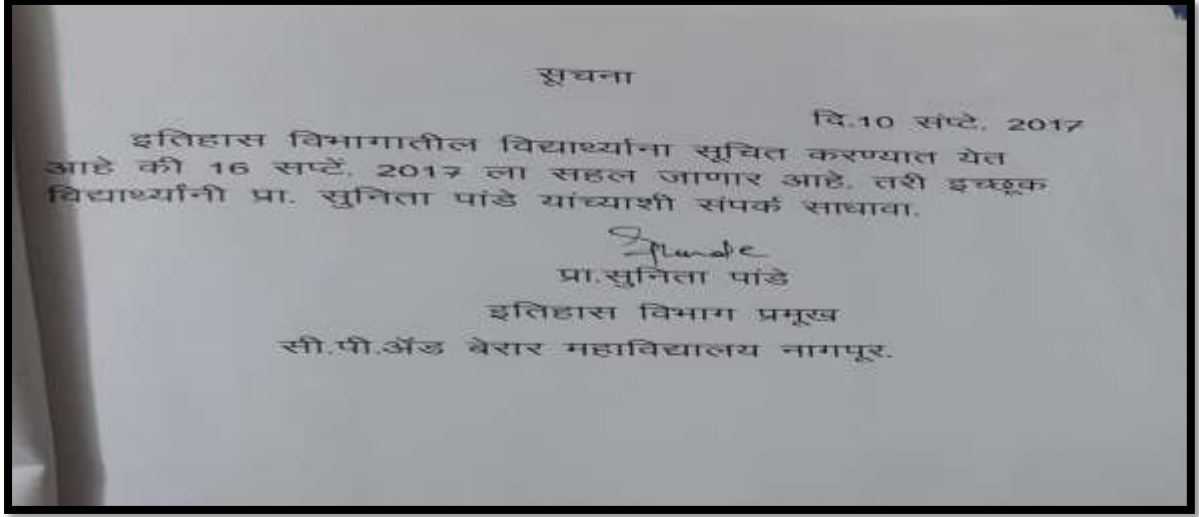 सूचना
दि.10 संप्टे. 2017
इतिहास विभागातील विद्यार्थ्यांना सूचित करण्यात येत
आहे की 16 सप्टें. 2017 ला सहल जाणार आहे. तरी इच्छूक
विद्यार्थ्यांनी प्रा. सुनिता पांडे यांच्याशी संपर्क साधावा.
प्रा.सुनिता पांडे
इतिहास विभाग प्रमूख
सी.पी.ॲंड बेरार महाविद्यालय नागपूर.